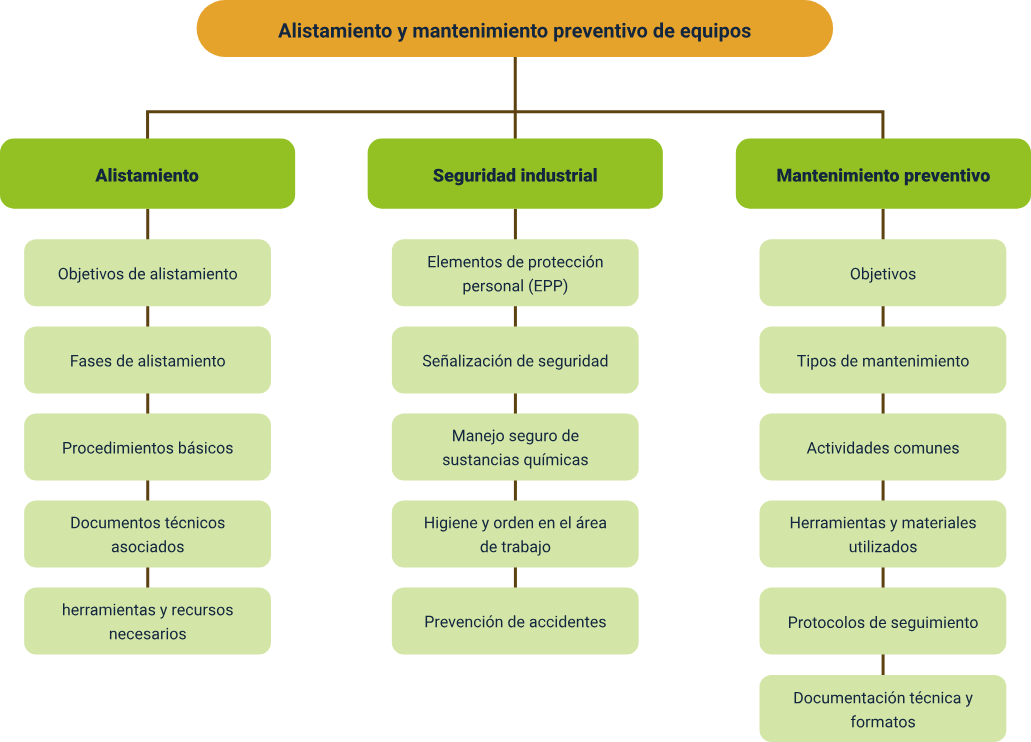 Alistamiento y mantenimiento preventivo de equipos
Alistamiento
Objetivos de alistamiento
Fases de alistamiento
Procedimientos básicos
Documentos técnicos
asociados
herramientas y recursos
necesarios
Seguridad industrial
Elementos de protección
personal (EPP)
Señalización de seguridad
Manejo seguro de
sustancias químicas
Higiene y orden en el área
de trabajo
Prevención de accidentes
Mantenimiento preventivo
Objetivos
Tipos de mantenimiento
Actividades comunes
Herramientas y materiales
utilizados
Protocolos de seguimiento
Documentación técnica y
formatos